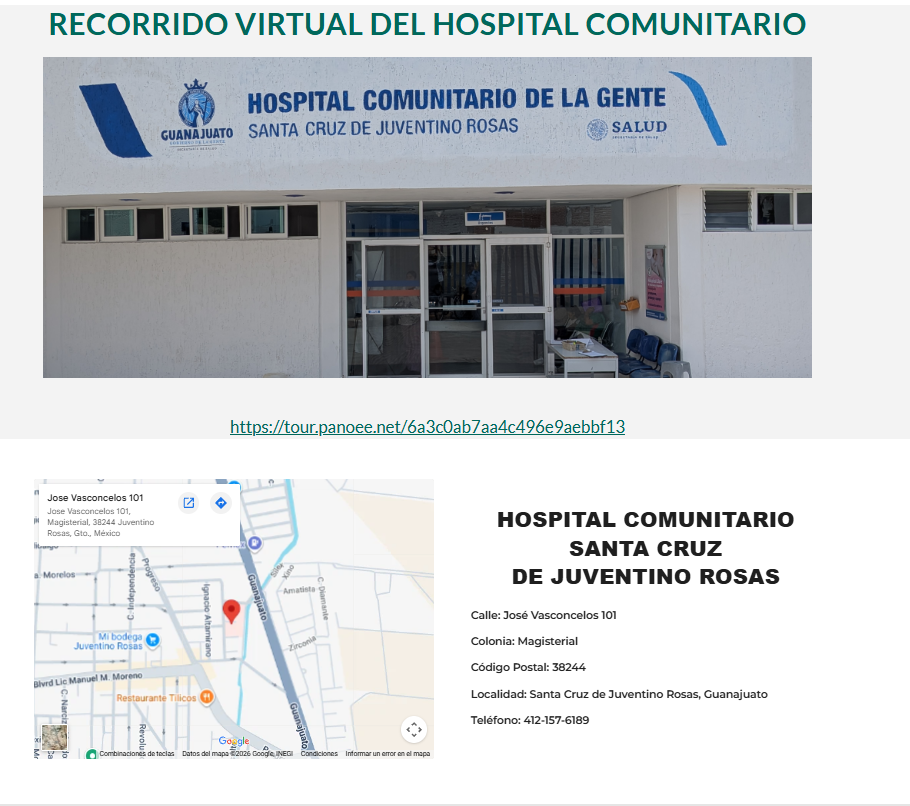 RECORRIDO VIRTUAL DEL HOSPITAL COMUNITARIO
GUANAJUATO
HOSPITAL COMUNITARIO DE LA GENTE
SANTA CRUZ DE JUVENTINO ROSAS
SALUD
https://tour.panoee.net/6a3c0ab7aa4c496e9aebbf13
Jose Vasconcelos 101
Jose Vasconcelos 101,
Magisterial, 38244 Juventino
Rosas, Gto., México
Morelos
C. Independencia
Progreso
Ignacio Altamirano
Guanajuato
Xino
Amatista
C. Diamante
Zirconia
Mi bodega
Juventino Rosas
Blvrd Lic Manuel M. Moreno
Restaurante Tilicos
Guanajuato
Google
Combinaciones de teclas
Datos del mapa ©2026 Google, INEGI
Condiciones
Informar un error en el mapa
HOSPITAL COMUNITARIO
SANTA CRUZ
DE JUVENTINO ROSAS
Calle: José Vasconcelos 101
Colonia: Magisterial
Código Postal: 38244
Localidad: Santa Cruz de Juventino Rosas, Guanajuato
Teléfono: 412-157-6189